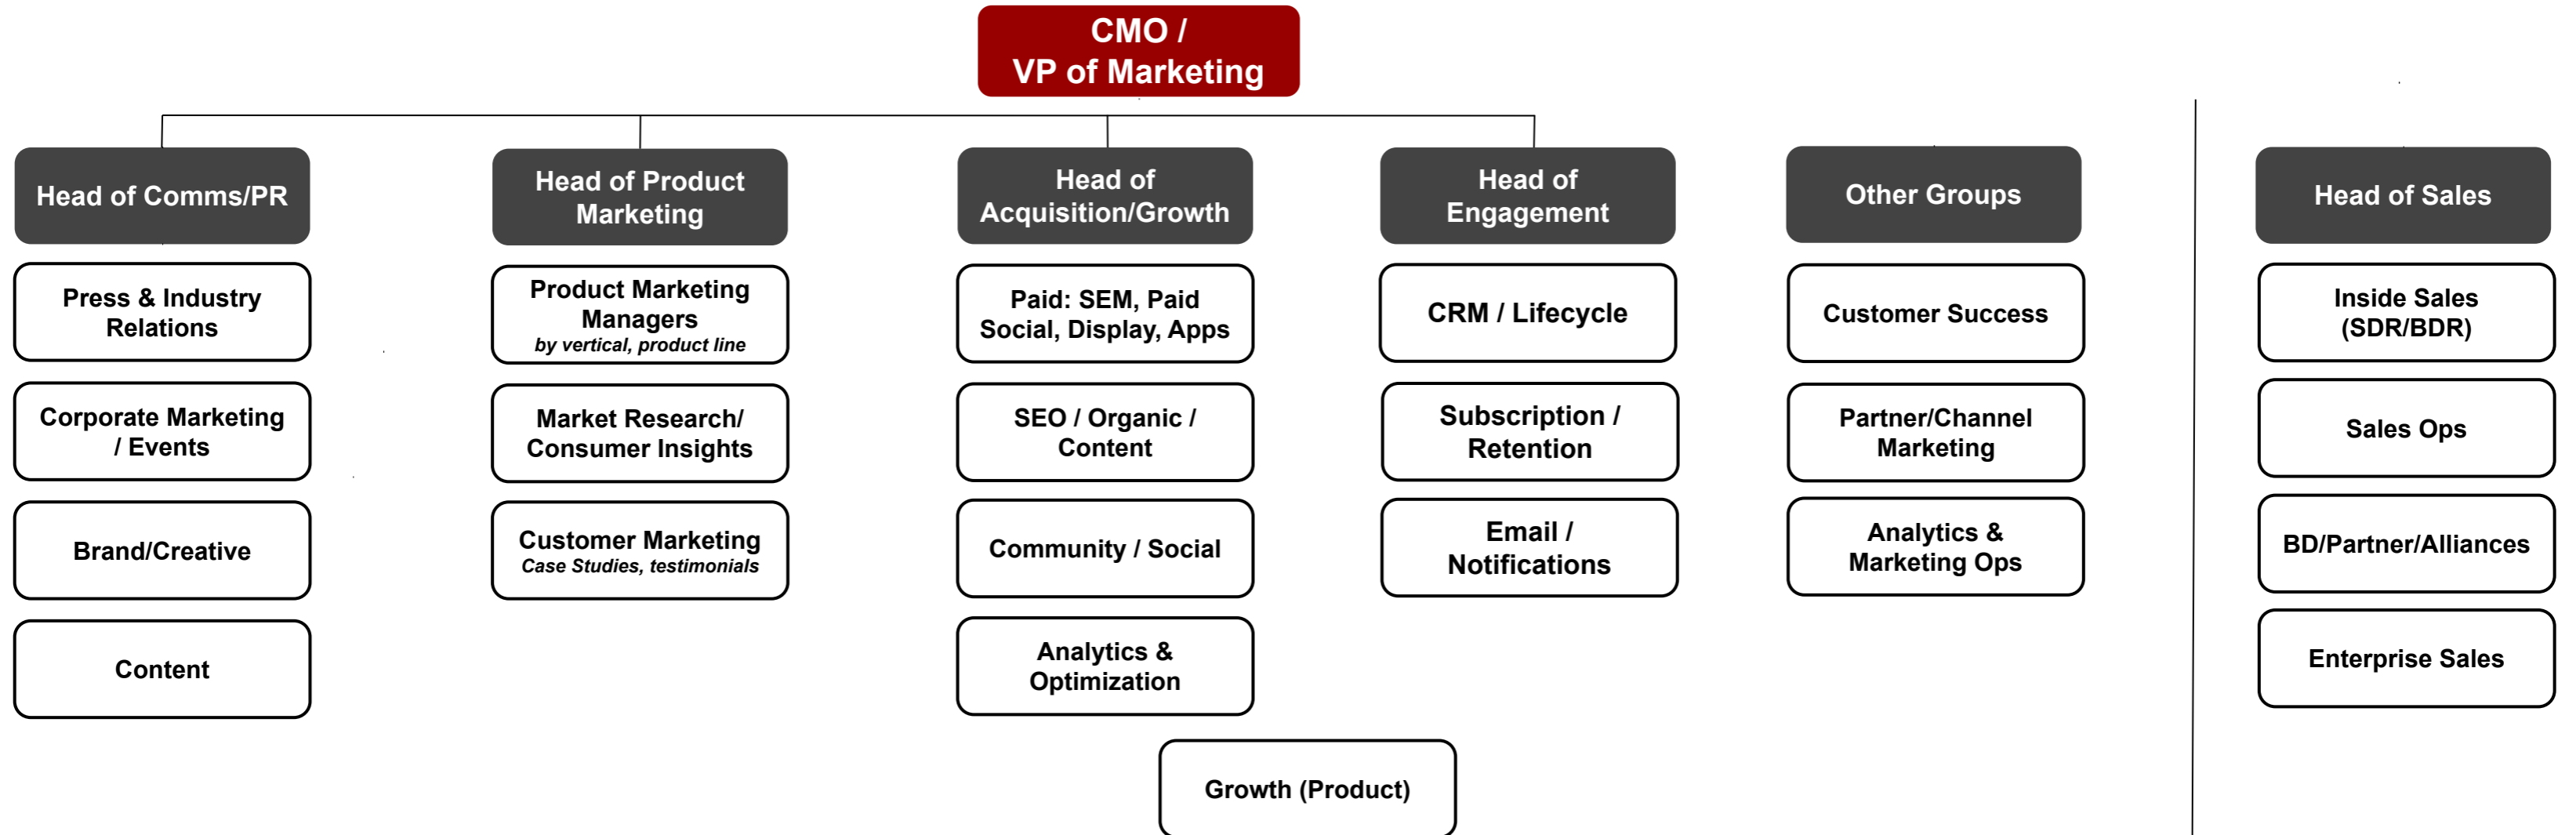 CMO /
VP of Marketing
Head of Comms/PR
Press & Industry
Relations
Corporate Marketing
/ Events
Brand/Creative
Content
Head of Product
Marketing
Product Marketing
Managers
by vertical, product line
Market Research/
Consumer Insights
Customer Marketing
Case Studies, testimonials
Head of
Acquisition/Growth
Paid: SEM, Paid
Social, Display, Apps
SEO / Organic /
Content
Community / Social
Analytics &
Optimization
Head of
Engagement
CRM / Lifecycle
Subscription /
Retention
Email /
Notifications
Growth (Product)
Other Groups
Customer Success
Partner/Channel
Marketing
Analytics &
Marketing Ops
Head of Sales
Inside Sales
(SDR/BDR)
Sales Ops
BD/Partner/Alliances
Enterprise Sales